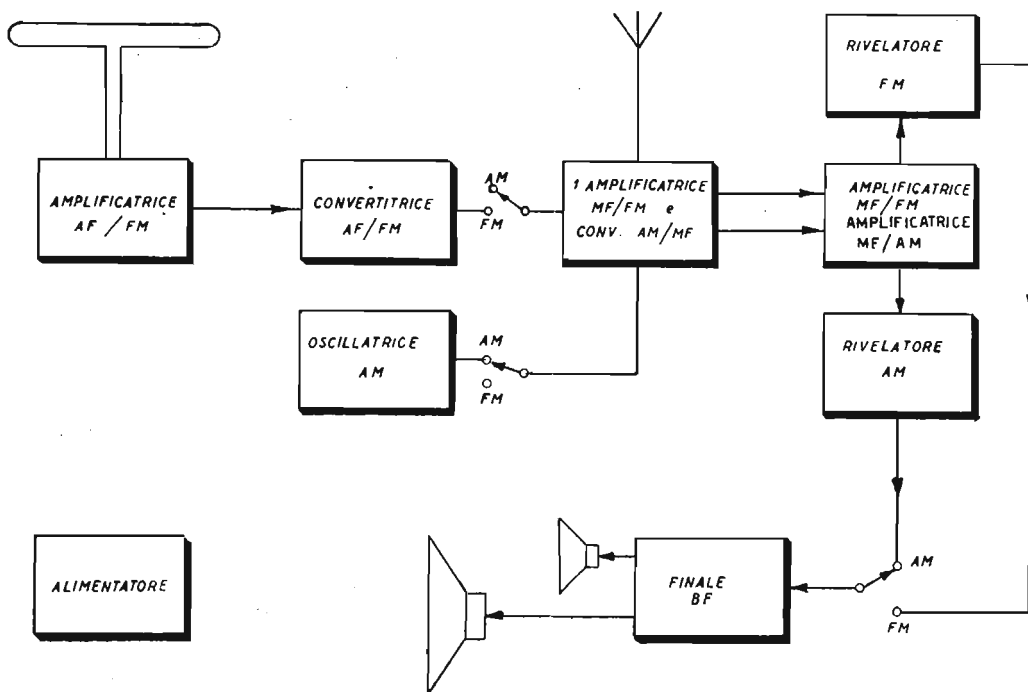 RIVELATORE
FM
AMPLIFICATRICE
AF / FM
CONVERTITRICE
AF/FM
AM
FM
1 AMPLIFICATRICE
MF/FM e
CONV. AM/MF
AMPLIFICATRICE
MF/FM
AMPLIFICATRICE
MF/AM
OSCILLATRICE
AM
AM
FM
RIVELATORE
AM
ALIMENTATORE
FINALE
BF
AM
FM